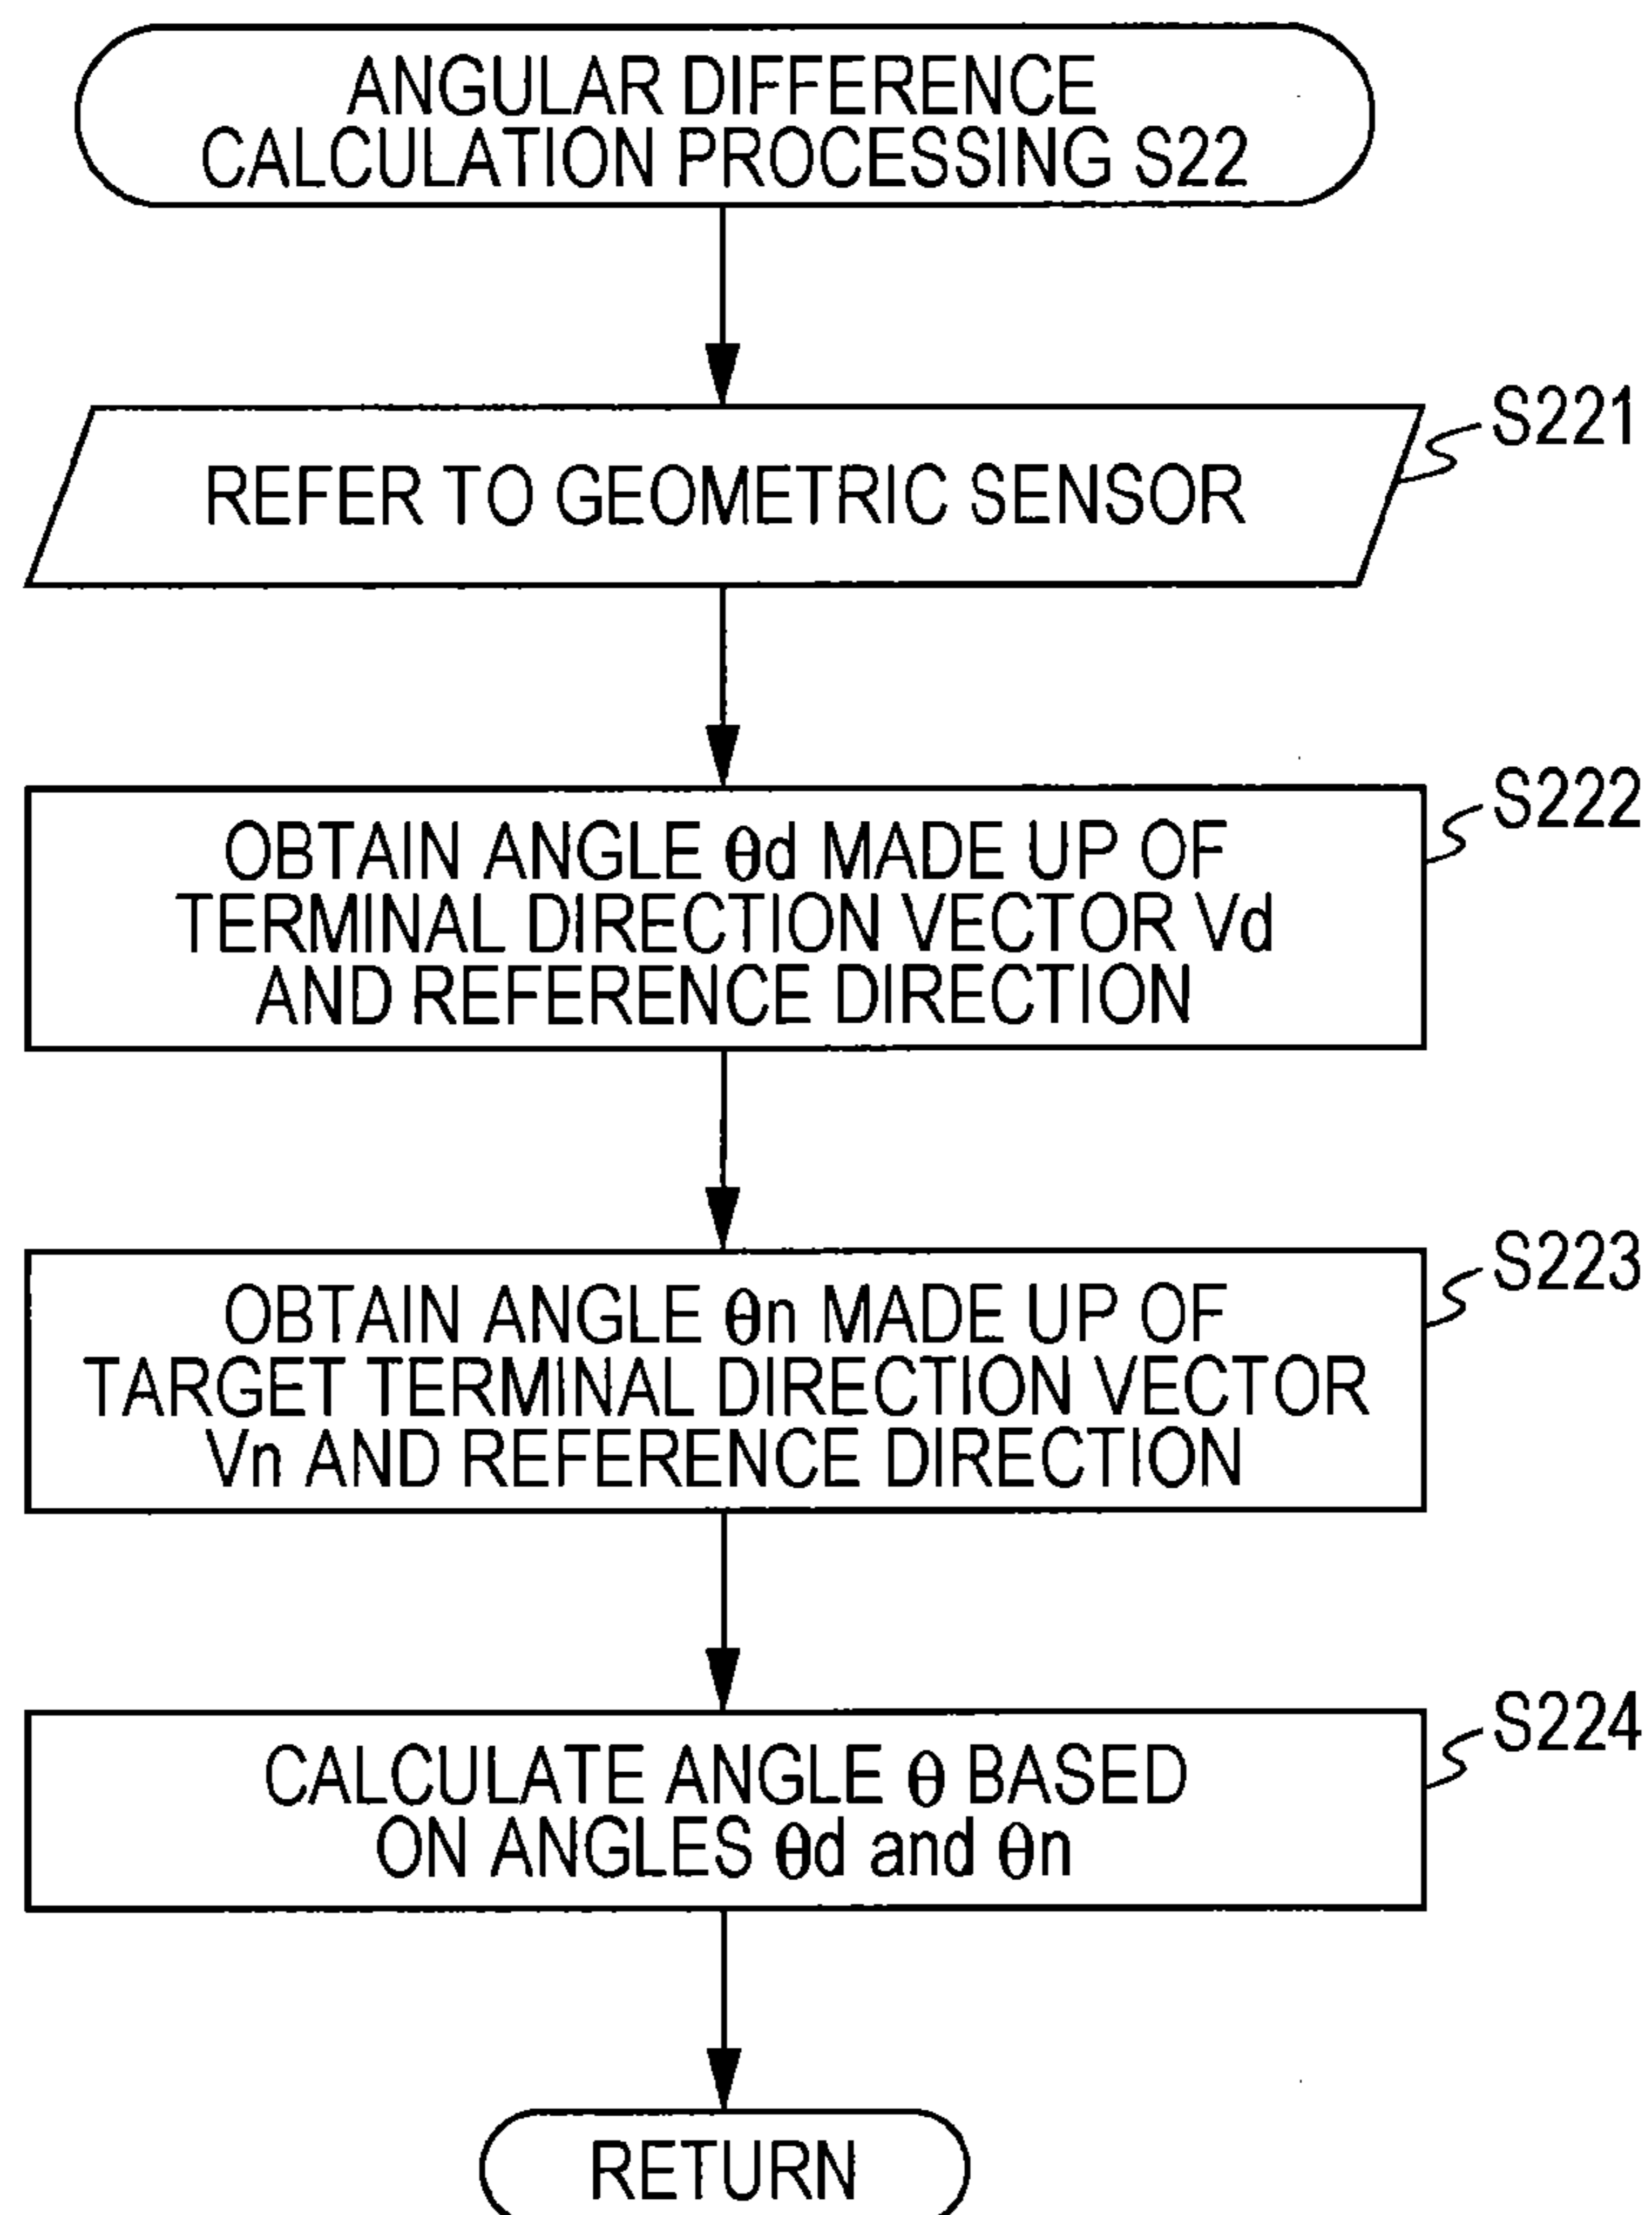 ANGULAR DIFFERENCE
CALCULATION PROCESSING S22
S221
REFER TO GEOMETRIC SENSOR
S222
OBTAIN ANGLE θd MADE UP OF
TERMINAL DIRECTION VECTOR Vd
AND REFERENCE DIRECTION
S223
OBTAIN ANGLE θn MADE UP OF
TARGET TERMINAL DIRECTION VECTOR
Vn AND REFERENCE DIRECTION
S224
CALCULATE ANGLE θ BASED
ON ANGLES θd and θn
RETURN